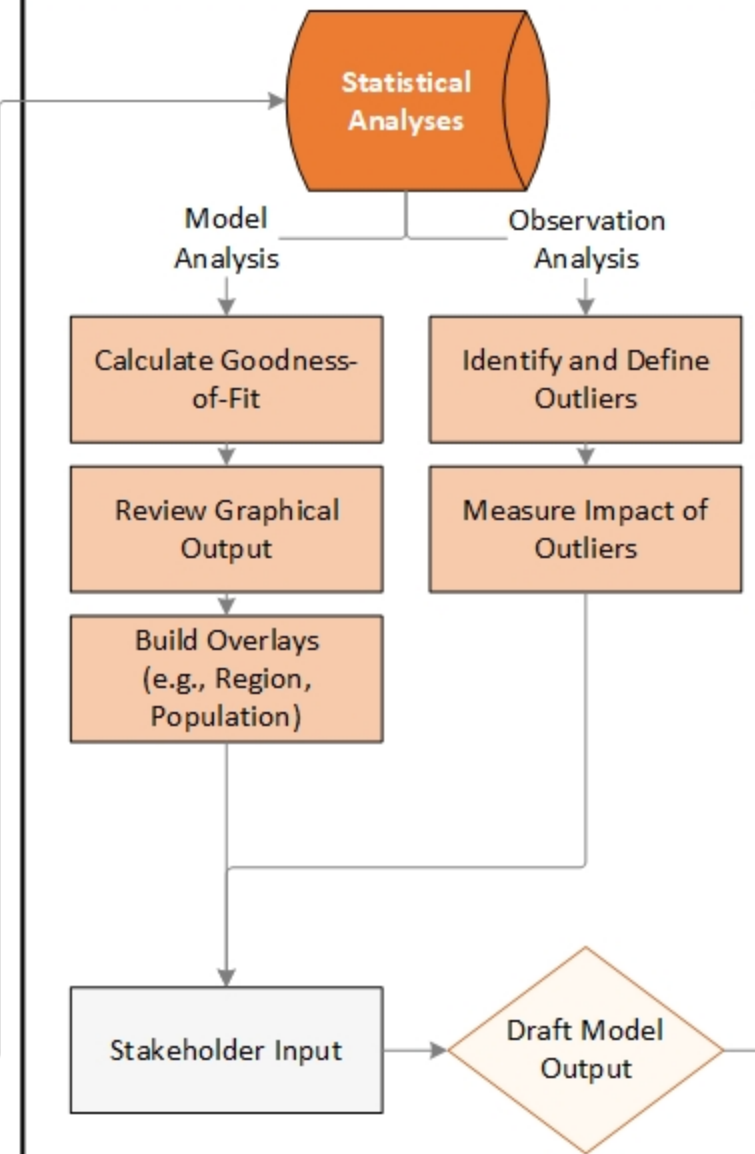 Statistical
Analyses
Model
Analysis
Observation
Analysis
Calculate Goodness-
of-Fit
Identify and Define
Outliers
Review Graphical
Output
Measure Impact of
Outliers
Build Overlays
(e.g., Region,
Population)
Stakeholder Input
Draft Model
Output